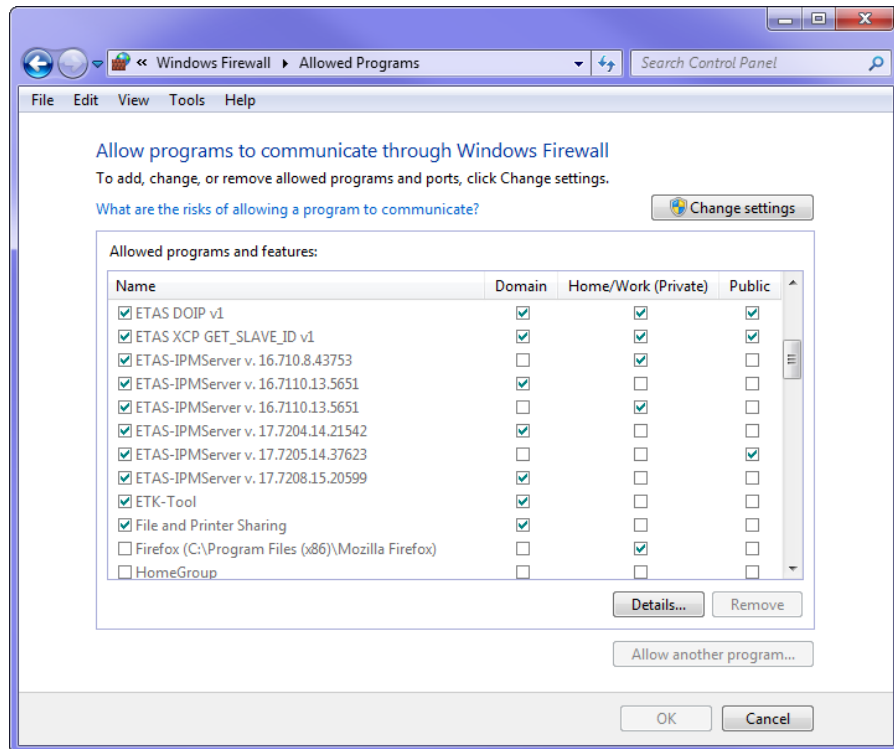 « Windows Firewall ▸ Allowed Programs Search Control Panel
File Edit View Tools Help
Allow programs to communicate through Windows Firewall
To add, change, or remove allowed programs and ports, click Change settings.
What are the risks of allowing a program to communicate? Change settings
Allowed programs and features:
Name Domain Home/Work (Private) Public
ETAS DOIP v1
ETAS XCP GET_SLAVE_ID v1
ETAS-IPMServer v. 16.710.8.43753
ETAS-IPMServer v. 16.7110.13.5651
ETAS-IPMServer v. 16.7110.13.5651
ETAS-IPMServer v. 17.7204.14.21542
ETAS-IPMServer v. 17.7205.14.37623
ETAS-IPMServer v. 17.7208.15.20599
ETK-Tool
File and Printer Sharing
Firefox (C:\Program Files (x86)\Mozilla Firefox)
HomeGroup
Details... Remove
Allow another program...
OK Cancel